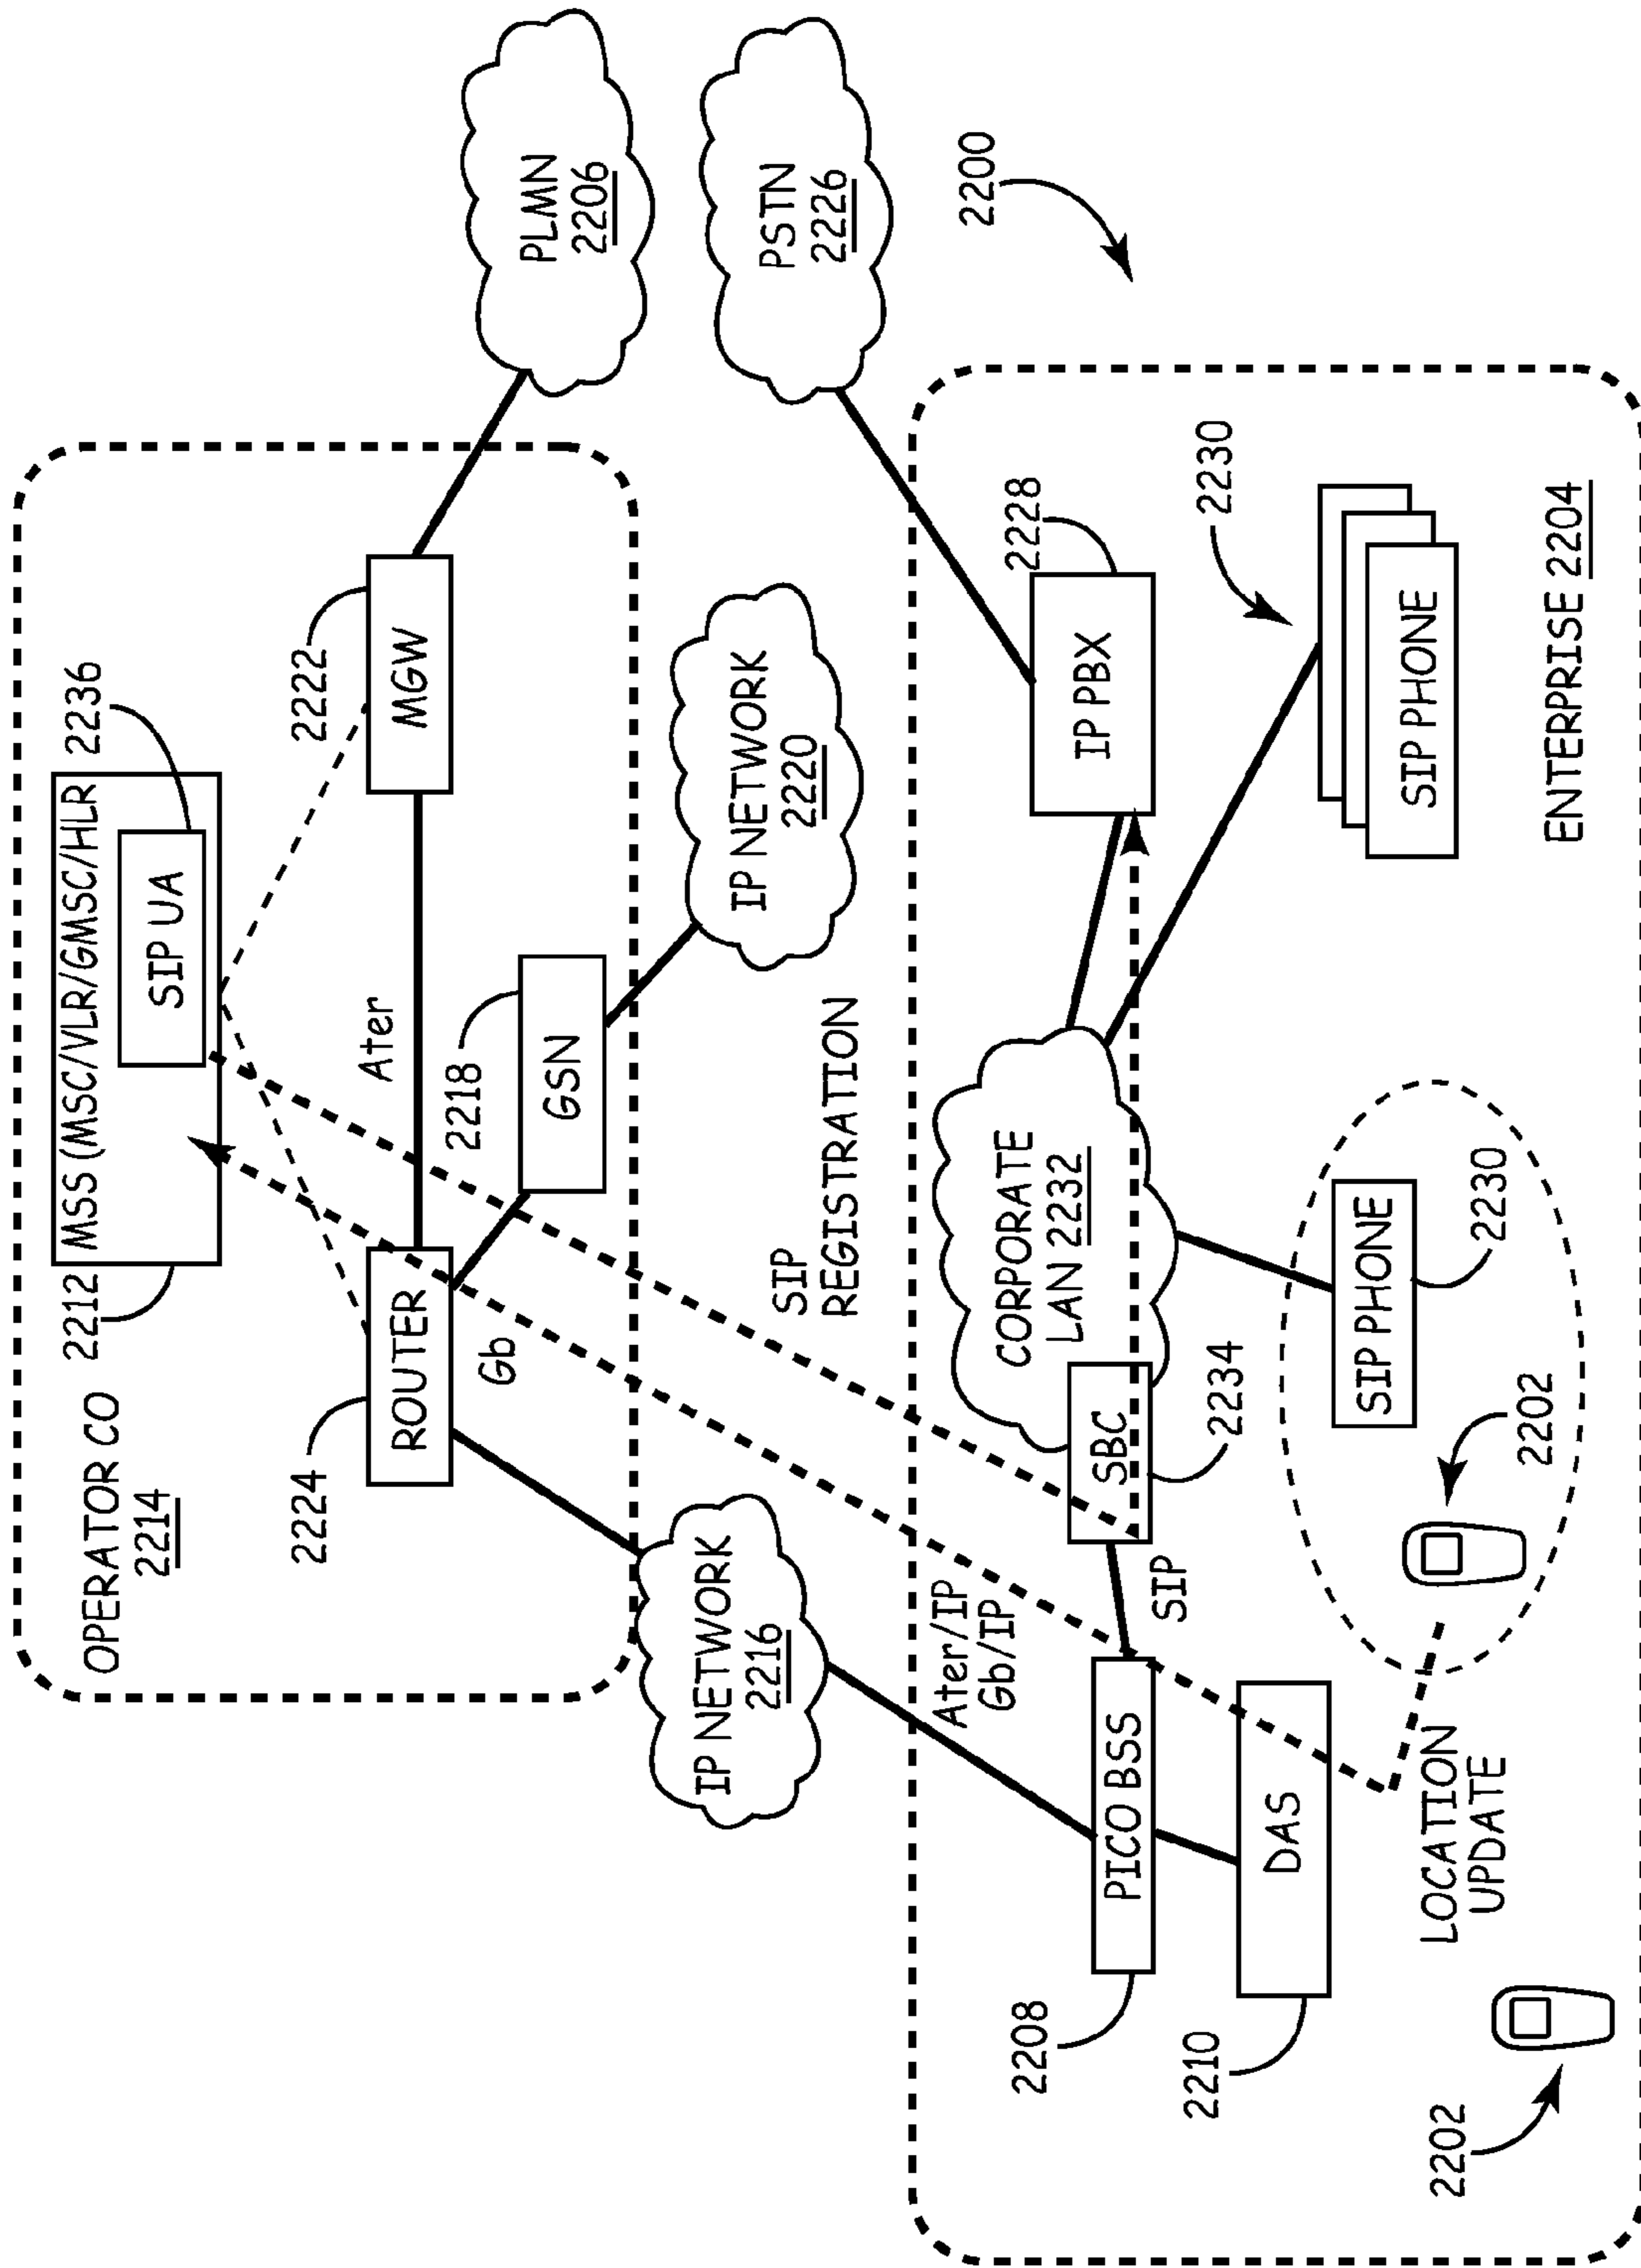 OPERATOR CO
2214
2212
MSS (MSC/VLR/GMSC/HLR
2236
SIP UA
2224
ROUTER
Ater
2222
MGW
PLMN
2206
Gb
2218
GSN
IP NETWORK
2216
IP NETWORK
2220
PSTN
2226
SIP
REGISTRATION
2200
Ater/IP
Gb/IP
CORPORATE
LAN 2232
2228
IP PBX
2208
PICO BSS
SIP
SBC
2234
2210
DAS
2230
SIP PHONE
SIP PHONE
2230
LOCATION
UPDATE
2202
2202
ENTERPRISE 2204